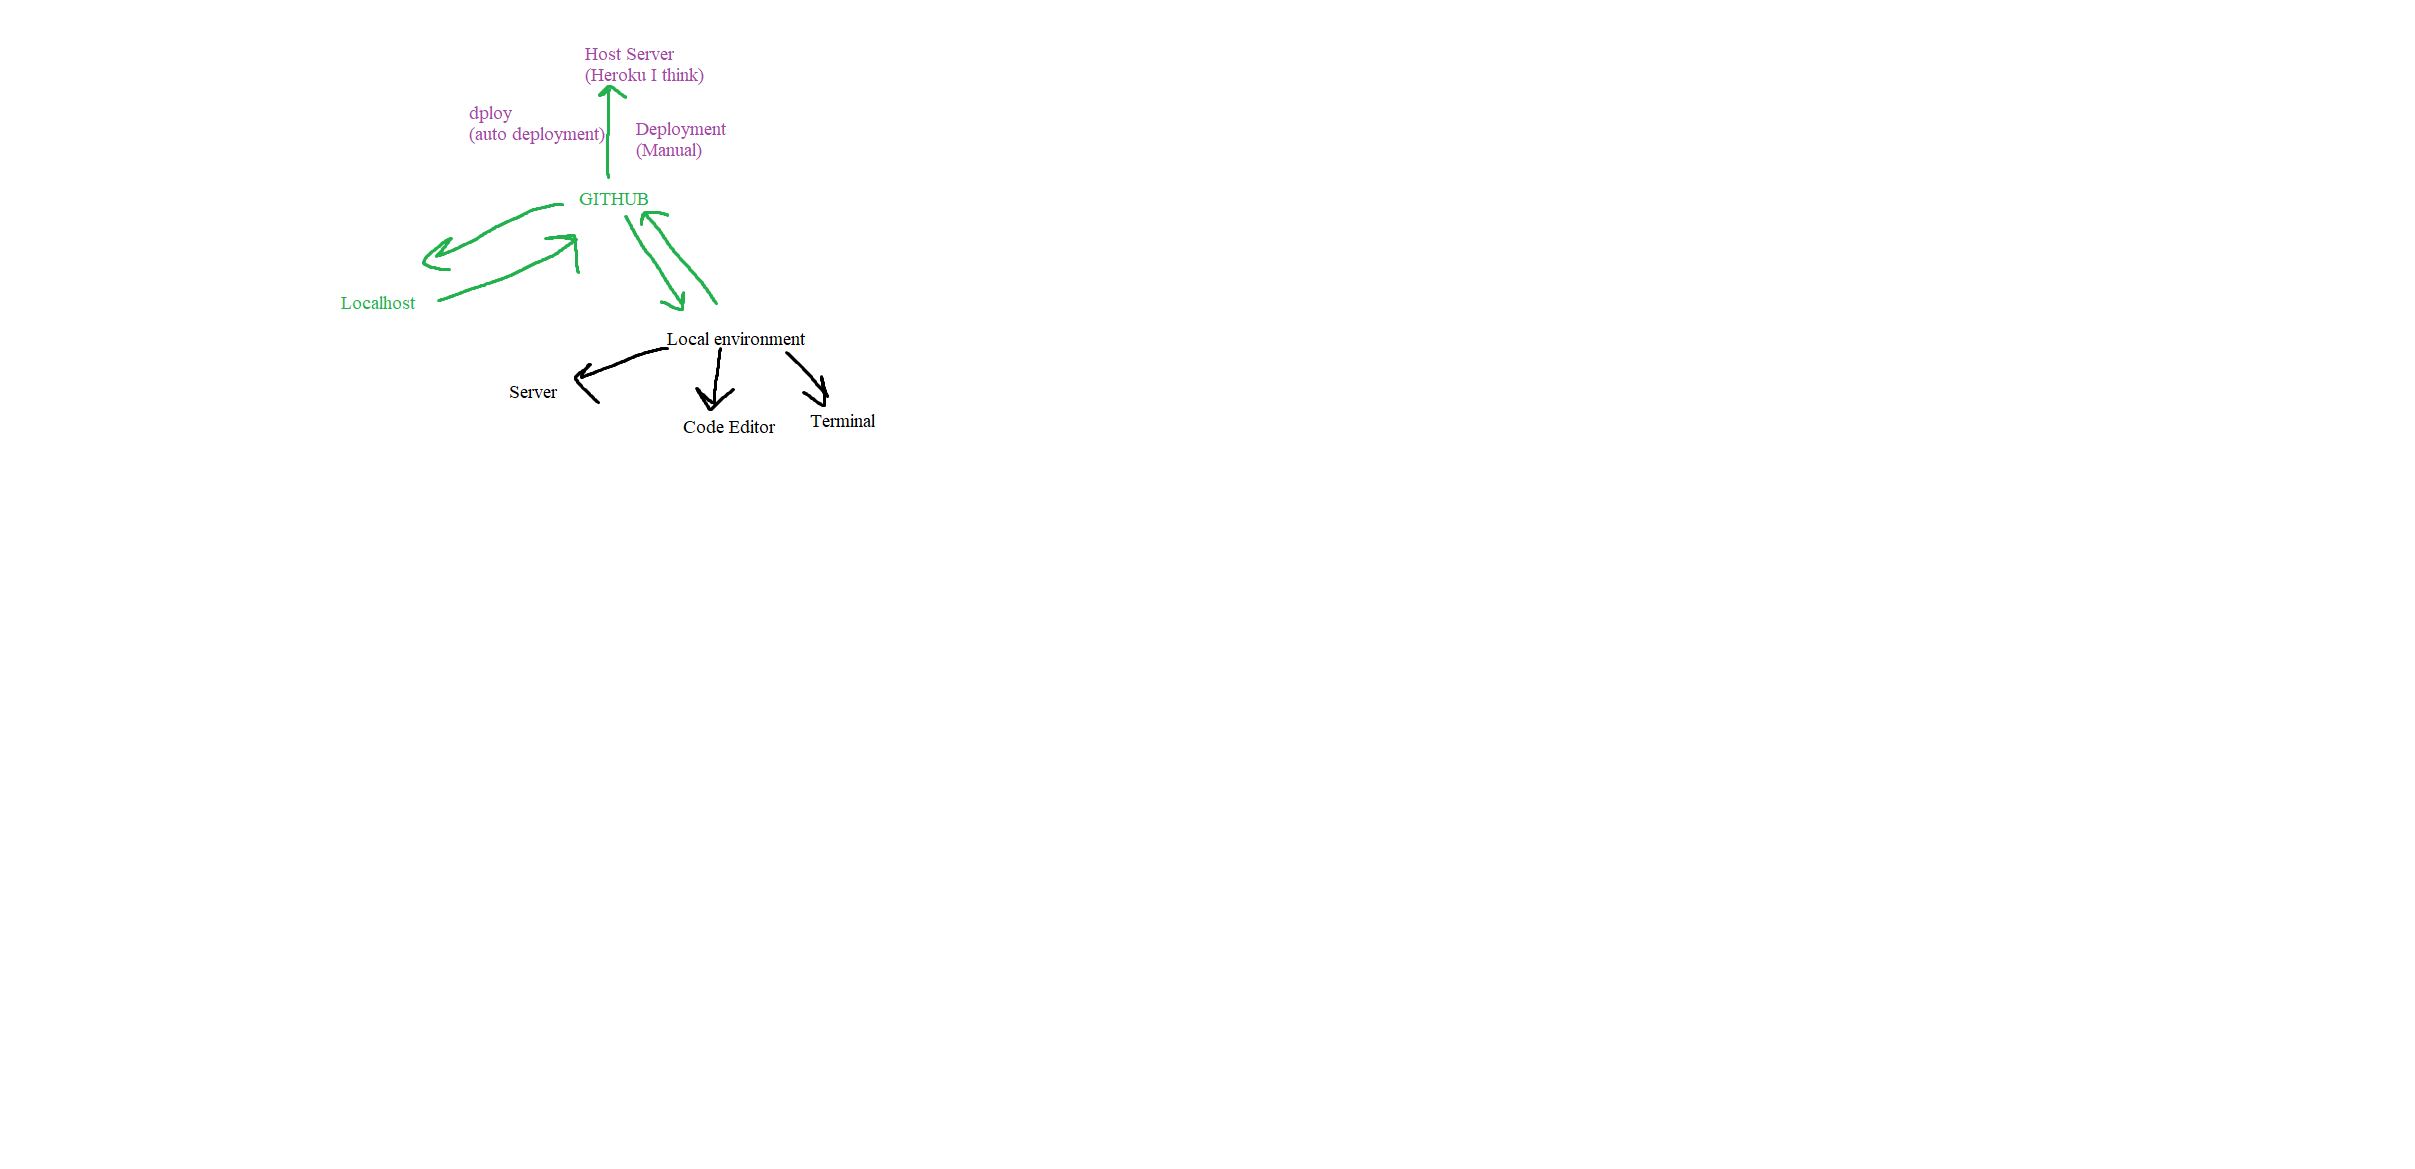 Host Server
(Heroku I think)
dploy
(auto deployment)
Deployment
(Manual)
GITHUB
Localhost
Local environment
Server
Code Editor
Terminal